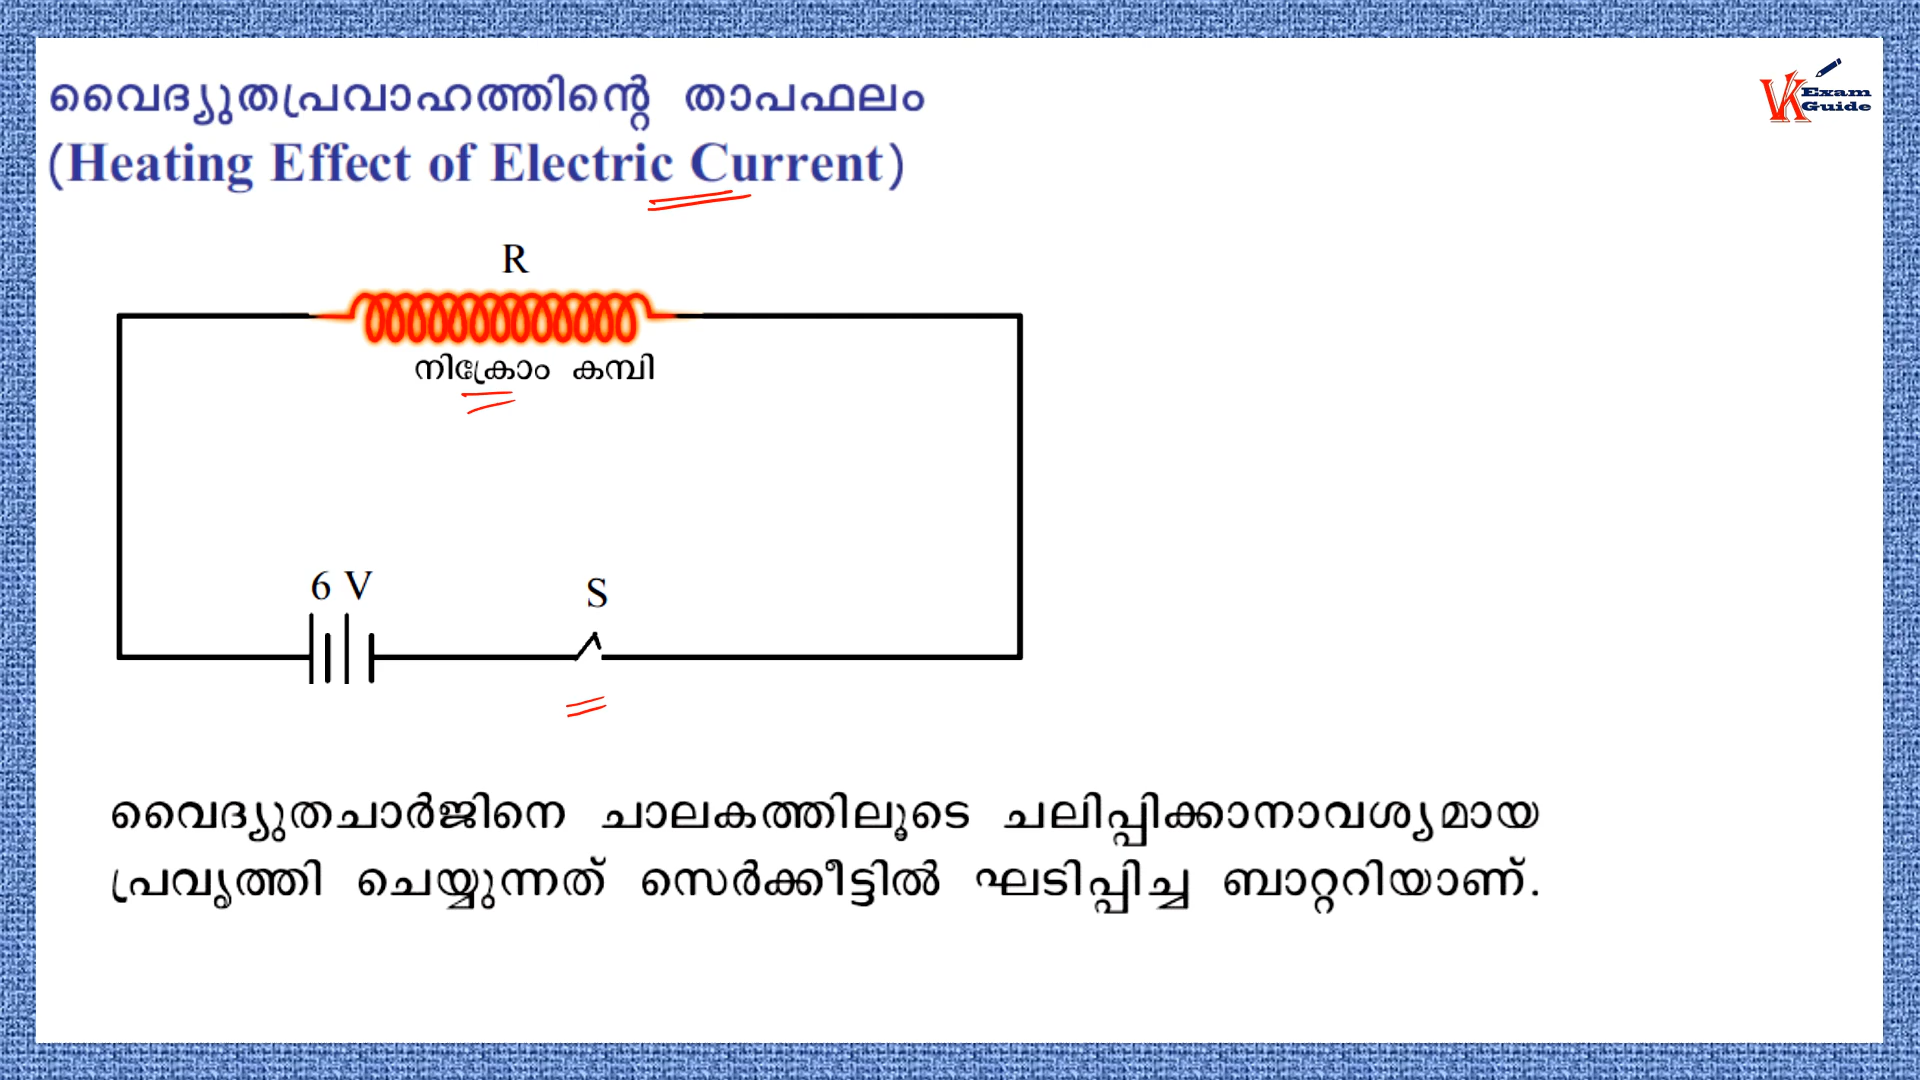 വൈദ്യുതപ്രവാഹത്തിന്റെ താപഫലം
(Heating Effect of Electric Current)
VK Exam Guide
R
നിക്രോം കമ്പി
6 V
S
വൈദ്യുതചാർജിനെ ചാലകത്തിലൂടെ ചലിപ്പിക്കാനാവശ്യമായ
പ്രവൃത്തി ചെയ്യുന്നത് സെർക്കീട്ടിൽ ഘടിപ്പിച്ച ബാറ്ററിയാണ്.